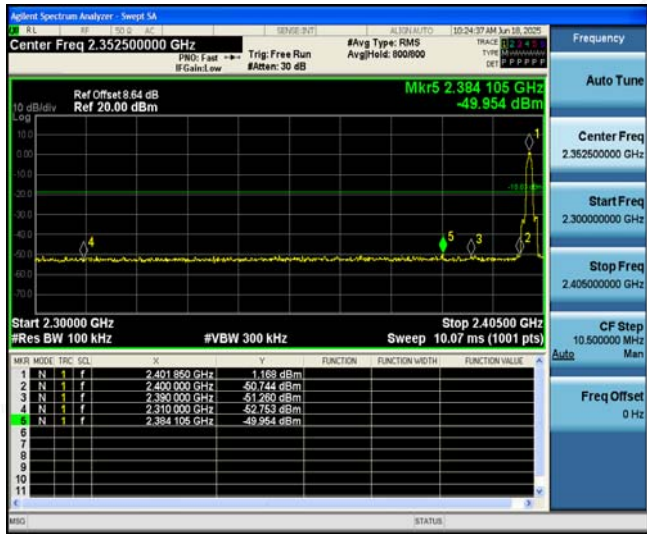 Agilent Spectrum Analyzer - Swept SA
RL RF 50 Ω AC SENSE:INT ALIGN AUTO 10:24:37 AM Jun 18, 2025
Center Freq 2.352500000 GHz
PNO: Fast
IFGain:Low
Trig: Free Run
#Atten: 30 dB
#Avg Type: RMS
Avg|Hold: 800/800
TRACE 1 2 3 4 5 6
TYPE
DET P P P P P P
Frequency
Mkr5 2.384 105 GHz
-49.954 dBm
Ref Offset 8.64 dB
Ref 20.00 dBm
10 dB/div
Log
10.0
0.00
-10.0
-20.0
-30.0
-40.0
-50.0
-60.0
-70.0
1
2
3
4
5
Start 2.30000 GHz
Stop 2.40500 GHz
#Res BW 100 kHz
#VBW 300 kHz
Sweep 10.07 ms (1001 pts)
MKR MODE TRC SCL X Y FUNCTION FUNCTION WIDTH FUNCTION VALUE
1 N 1 f 2.401 850 GHz 1.168 dBm
2 N 1 f 2.400 000 GHz -50.744 dBm
3 N 1 f 2.390 000 GHz -51.260 dBm
4 N 1 f 2.310 000 GHz -52.753 dBm
5 N 1 f 2.384 105 GHz -49.954 dBm
6
7
8
9
10
11
MSG
STATUS
Auto Tune
Center Freq
2.352500000 GHz
Start Freq
2.300000000 GHz
Stop Freq
2.405000000 GHz
CF Step
10.500000 MHz
Auto Man
Freq Offset
0 Hz